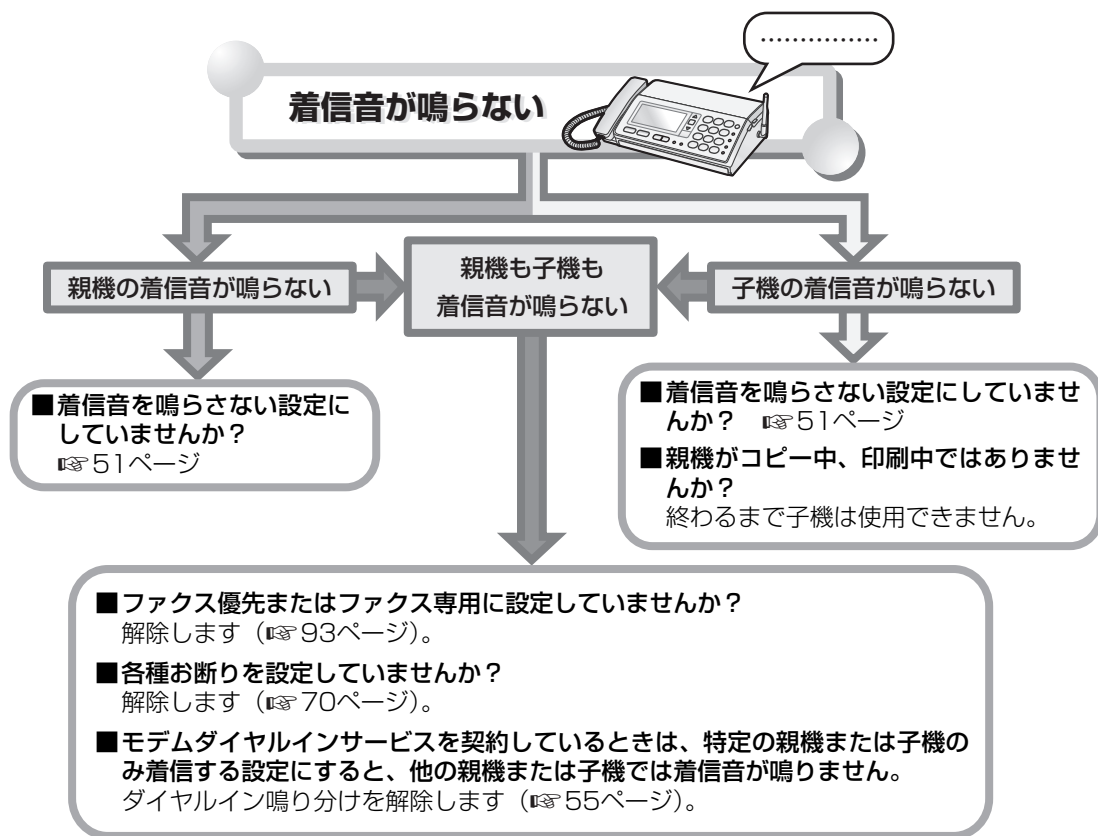 ……………
着信音が鳴らない
親機の着信音が鳴らない
親機も子機も
着信音が鳴らない
子機の着信音が鳴らない
■着信音を鳴らさない設定に
していませんか？
☞51ページ
■着信音を鳴らさない設定にしていませ
んか？ ☞51ページ
■親機がコピー中、印刷中ではありませ
んか？
終わるまで子機は使用できません。
■ファクス優先またはファクス専用に設定していませんか？
解除します（☞93ページ）。
■各種お断りを設定していませんか？
解除します（☞70ページ）。
■モデムダイヤルインサービスを契約しているときは、特定の親機または子機の
み着信する設定にすると、他の親機または子機では着信音が鳴りません。
ダイヤルイン鳴り分けを解除します（☞55ページ）。